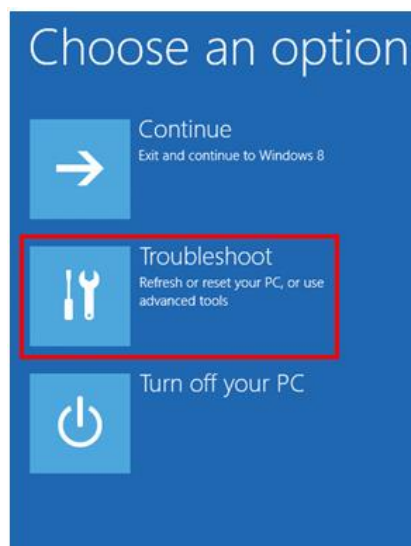 Choose an option
Continue
Exit and continue to Windows 8
Troubleshoot
Refresh or reset your PC, or use
advanced tools
Turn off your PC